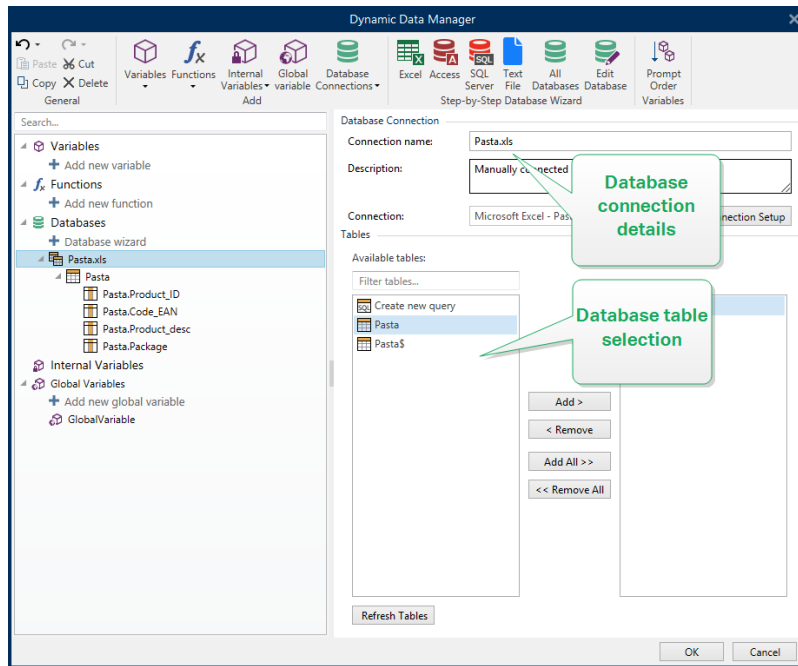 Dynamic Data Manager
Paste Cut
Copy Delete
General
Variables Functions Internal Variables Global variable Database Connections
Add
Excel Access SQL Server Text File All Databases Edit Database
Step-by-Step Database Wizard
Prompt Order
Variables
Search...
Variables
Add new variable
Functions
Add new function
Databases
Database wizard
Pasta.xls
Pasta
Pasta.Product_ID
Pasta.Code_EAN
Pasta.Product_desc
Pasta.Package
Internal Variables
Global Variables
Add new global variable
GlobalVariable
Database Connection
Connection name: Pasta.xls
Description: Manually connected
Connection: Microsoft Excel - Pas
nection Setup
Database
connection
details
Tables
Available tables:
Filter tables...
SQL Create new query
Pasta
Pasta$
Database table
selection
Add >
< Remove
Add All >>
<< Remove All
Refresh Tables
OK Cancel